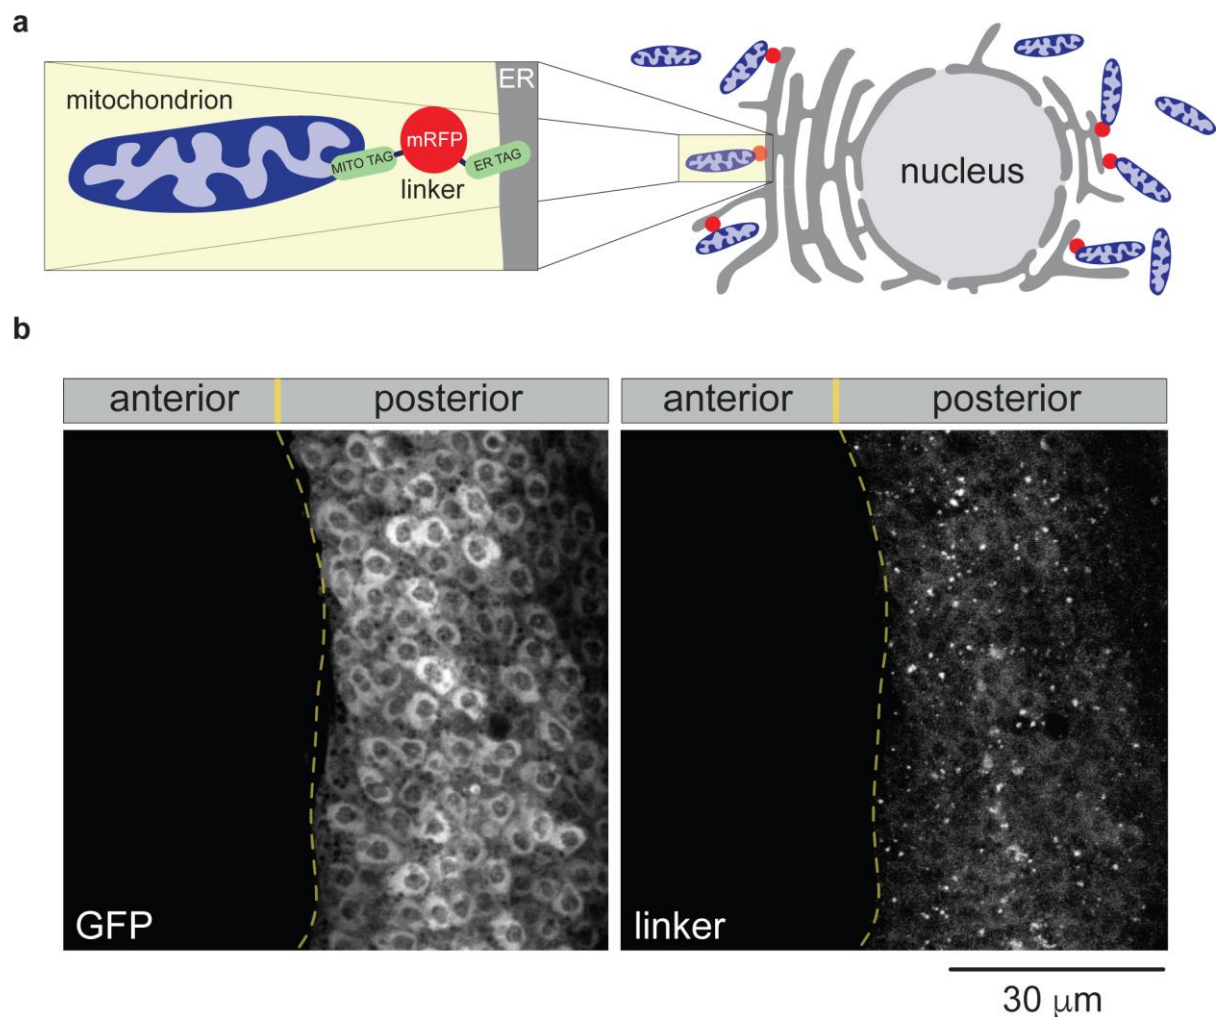 a
mitochondrion
MITO TAG
mRFP
linker
ER TAG
ER
nucleus
b
anterior posterior
anterior posterior
GFP
linker
30 μm